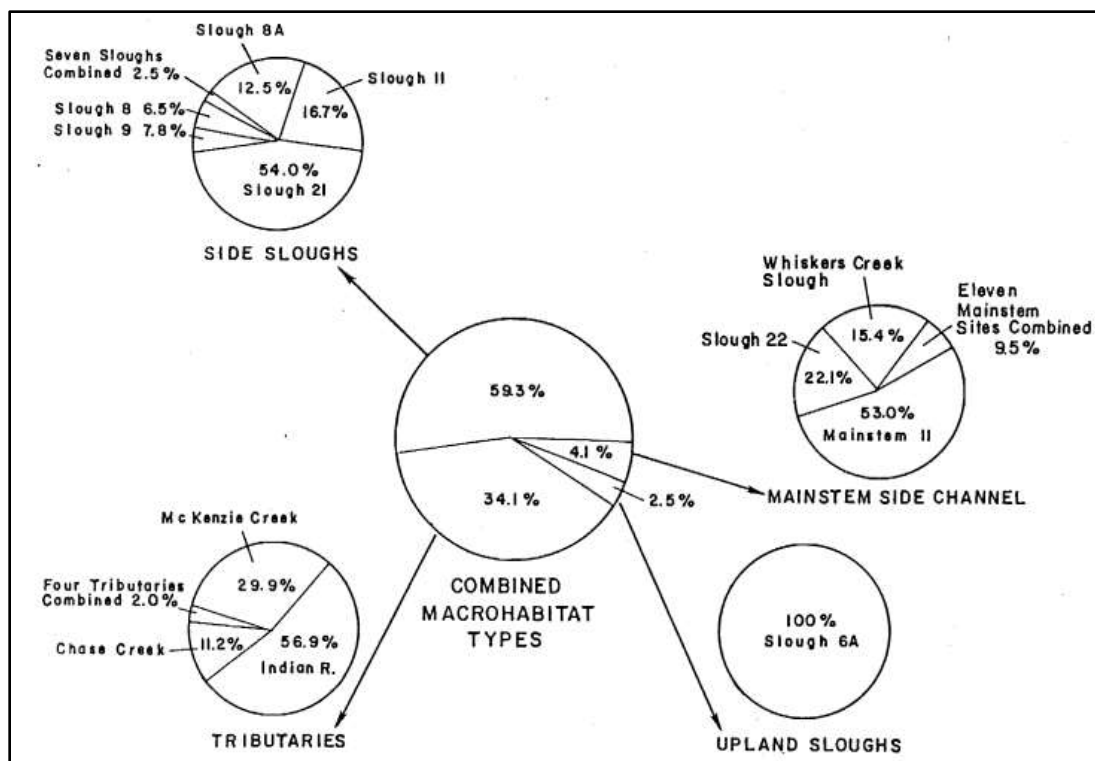 Slough 8A
Seven Sloughs
Combined 2.5%
12.5%
Slough 11
16.7%
Slough 8 6.5%
Slough 9 7.8%
54.0%
Slough 21
SIDE SLOUGHS
Whiskers Creek
Slough
Eleven
Mainstem
Sites Combined
9.5%
15.4%
Slough 22
22.1%
53.0%
Mainstem 11
MAINSTEM SIDE CHANNEL
59.3%
4.1%
2.5%
34.1%
COMBINED
MACROHABITAT
TYPES
McKenzie Creek
29.9%
Four Tributaries
Combined 2.0%
Chase Creek
11.2%
56.9%
Indian R.
TRIBUTARIES
100%
Slough 6A
UPLAND SLOUGHS